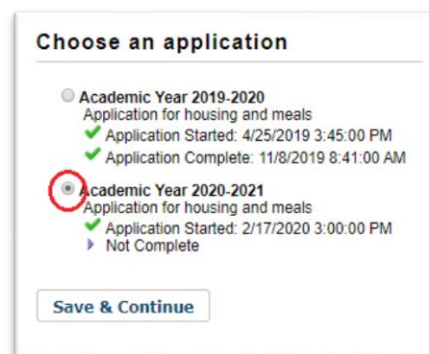 Choose an application
Academic Year 2019-2020
Application for housing and meals
Application Started: 4/25/2019 3:45:00 PM
Application Complete: 11/8/2019 8:41:00 AM
Academic Year 2020-2021
Application for housing and meals
Application Started: 2/17/2020 3:00:00 PM
Not Complete
Save & Continue